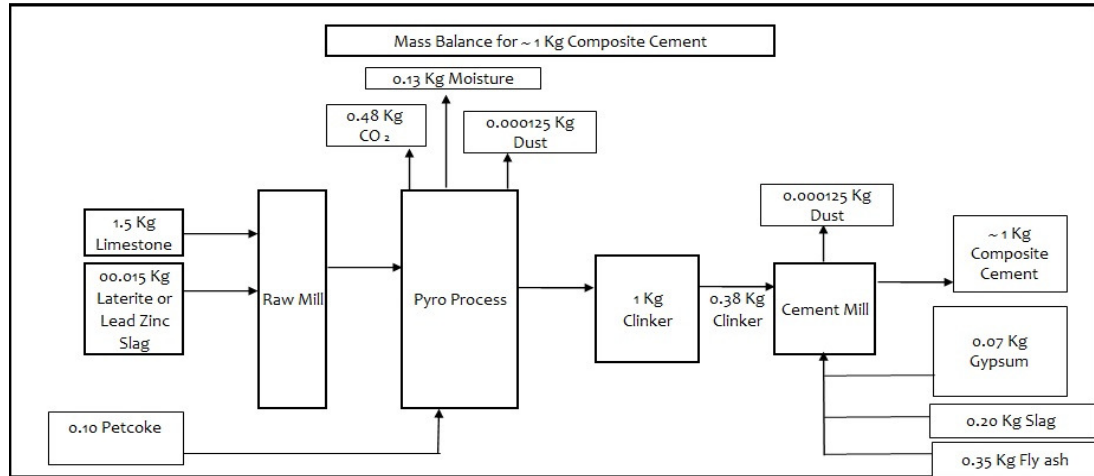 Mass Balance for ~ 1 Kg Composite Cement
0.13 Kg Moisture
0.48 Kg
CO ₂
0.000125 Kg
Dust
1.5 Kg
Limestone
00.015 Kg
Laterite or
Lead Zinc
Slag
Raw Mill
Pyro Process
1 Kg
Clinker
0.38 Kg
Clinker
0.000125 Kg
Dust
Cement Mill
~ 1 Kg
Composite
Cement
0.07 Kg
Gypsum
0.20 Kg Slag
0.35 Kg Fly ash
0.10 Petcoke